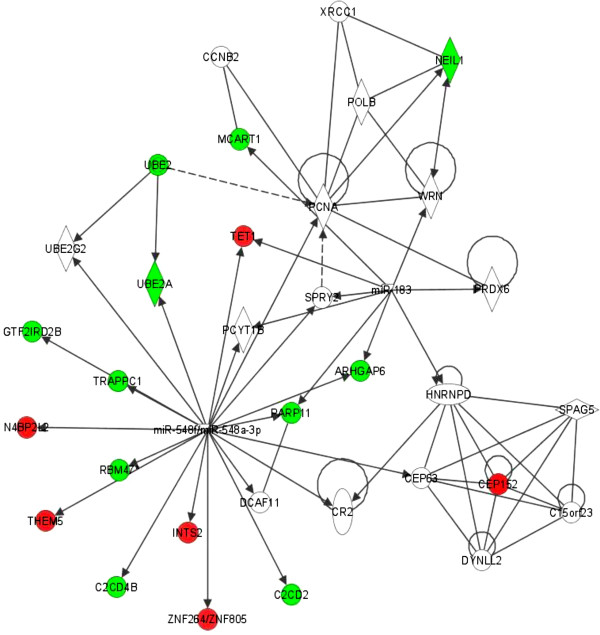 XRCC1
CCNB2
NEIL1
POLB
MCART1
UBE2
WRN
PCNA
TET1
UBE2G2
UBE2A
miR-183
PRDX6
SPRY2
PCYT1B
GTF2IRD2B
ARHGAP6
TRAPPC1
HNRNPD
PARP11
SPAG5
N4BP2L2
miR-548f/miR-548a-3p
RBM47
CEP63
CEP152
DCAF11
CR2
C15orf23
THEM5
INTS2
DYNLL2
C2CD4B
C2CD2
ZNF264/ZNF805